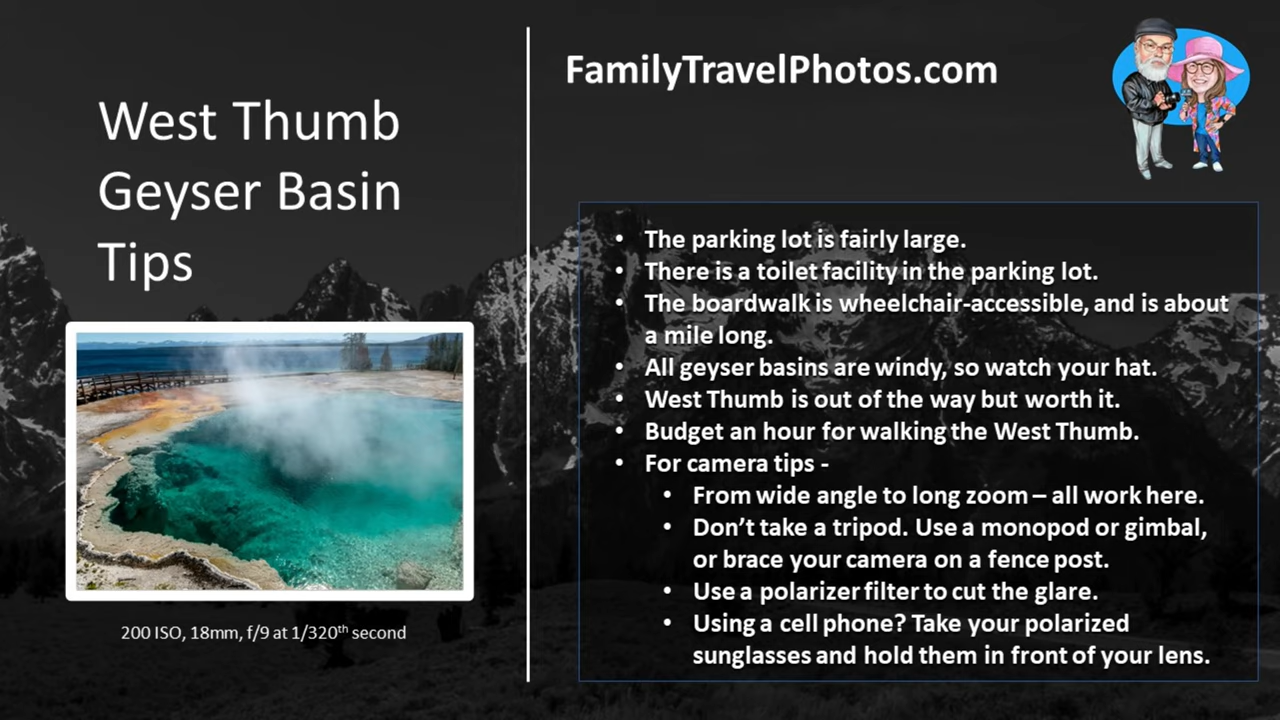 West Thumb
Geyser Basin
Tips
200 ISO, 18mm, f/9 at 1/320th second
FamilyTravelPhotos.com
• The parking lot is fairly large.
• There is a toilet facility in the parking lot.
• The boardwalk is wheelchair-accessible, and is about
a mile long.
• All geyser basins are windy, so watch your hat.
• West Thumb is out of the way but worth it.
• Budget an hour for walking the West Thumb.
• For camera tips -
• From wide angle to long zoom – all work here.
• Don’t take a tripod. Use a monopod or gimbal,
or brace your camera on a fence post.
• Use a polarizer filter to cut the glare.
• Using a cell phone? Take your polarized
sunglasses and hold them in front of your lens.